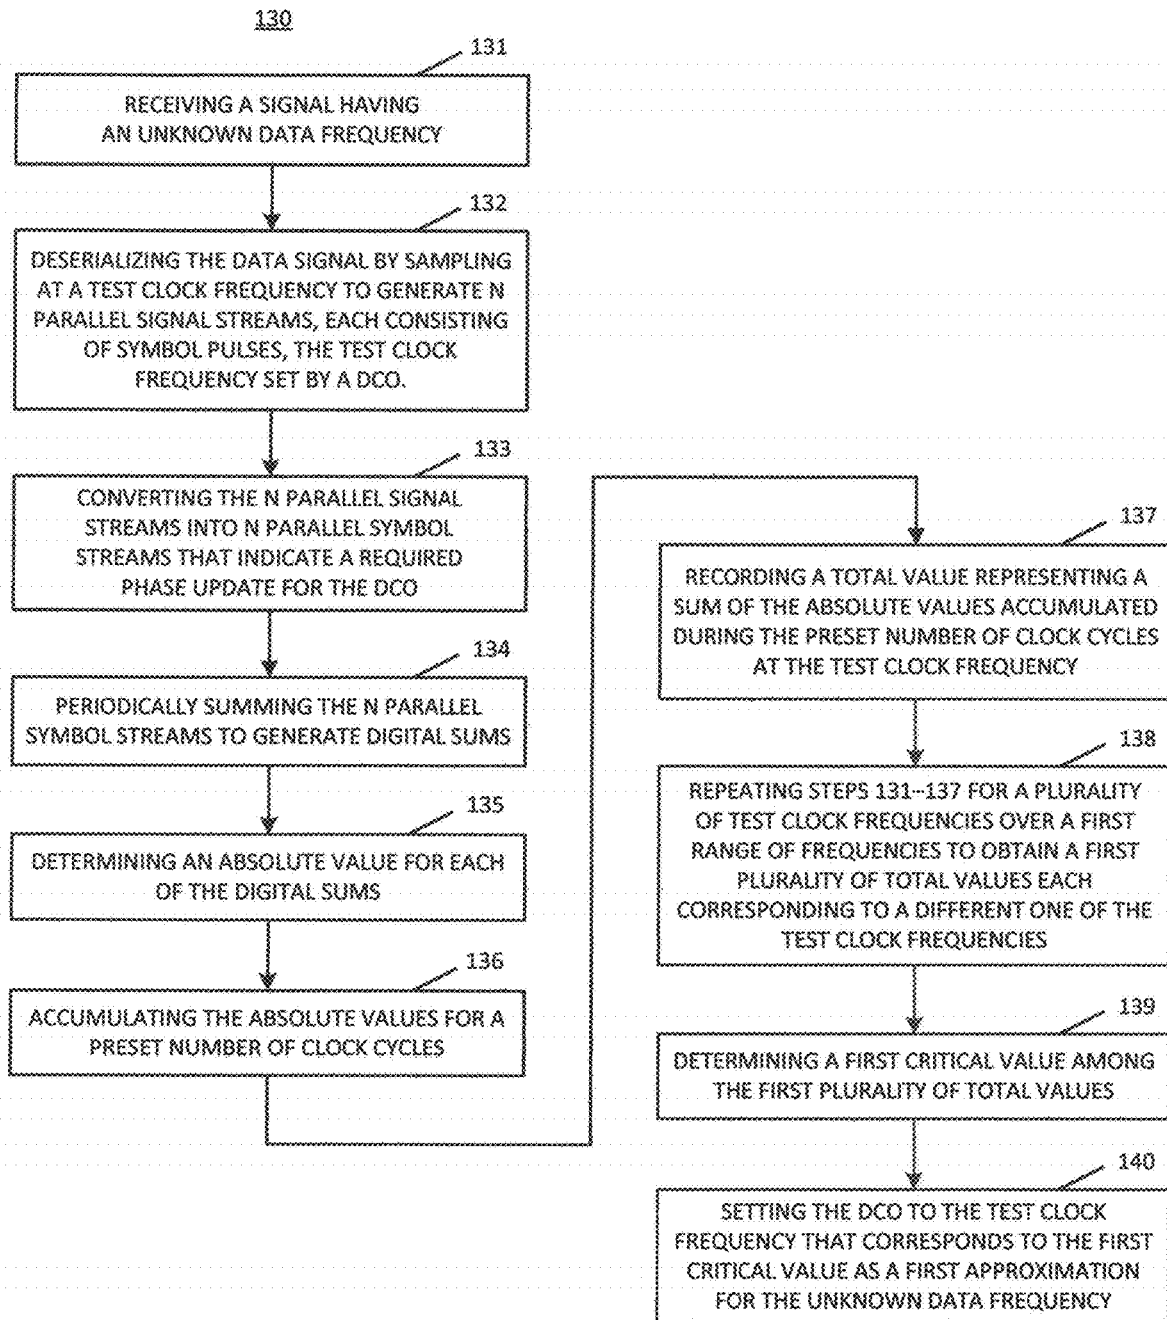 130
131
RECEIVING A SIGNAL HAVING
AN UNKNOWN DATA FREQUENCY
132
DESERIALIZING THE DATA SIGNAL BY SAMPLING
AT A TEST CLOCK FREQUENCY TO GENERATE N
PARALLEL SIGNAL STREAMS, EACH CONSISTING
OF SYMBOL PULSES, THE TEST CLOCK
FREQUENCY SET BY A DCO.
133
CONVERTING THE N PARALLEL SIGNAL
STREAMS INTO N PARALLEL SYMBOL
STREAMS THAT INDICATE A REQUIRED
PHASE UPDATE FOR THE DCO
134
PERIODICALLY SUMMING THE N PARALLEL
SYMBOL STREAMS TO GENERATE DIGITAL SUMS
135
DETERMINING AN ABSOLUTE VALUE FOR EACH
OF THE DIGITAL SUMS
136
ACCUMULATING THE ABSOLUTE VALUES FOR A
PRESET NUMBER OF CLOCK CYCLES
137
RECORDING A TOTAL VALUE REPRESENTING A
SUM OF THE ABSOLUTE VALUES ACCUMULATED
DURING THE PRESET NUMBER OF CLOCK CYCLES
AT THE TEST CLOCK FREQUENCY
138
REPEATING STEPS 131–137 FOR A PLURALITY
OF TEST CLOCK FREQUENCIES OVER A FIRST
RANGE OF FREQUENCIES TO OBTAIN A FIRST
PLURALITY OF TOTAL VALUES EACH
CORRESPONDING TO A DIFFERENT ONE OF THE
TEST CLOCK FREQUENCIES
139
DETERMINING A FIRST CRITICAL VALUE AMONG
THE FIRST PLURALITY OF TOTAL VALUES
140
SETTING THE DCO TO THE TEST CLOCK
FREQUENCY THAT CORRESPONDS TO THE FIRST
CRITICAL VALUE AS A FIRST APPROXIMATION
FOR THE UNKNOWN DATA FREQUENCY